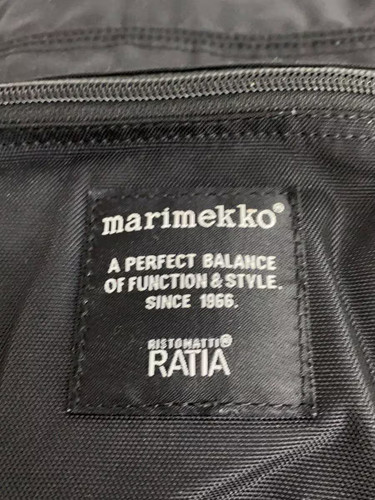 marimekko®
A PERFECT BALANCE
OF FUNCTION & STYLE.
SINCE 1966.
RISTOMATTI®
RATIA